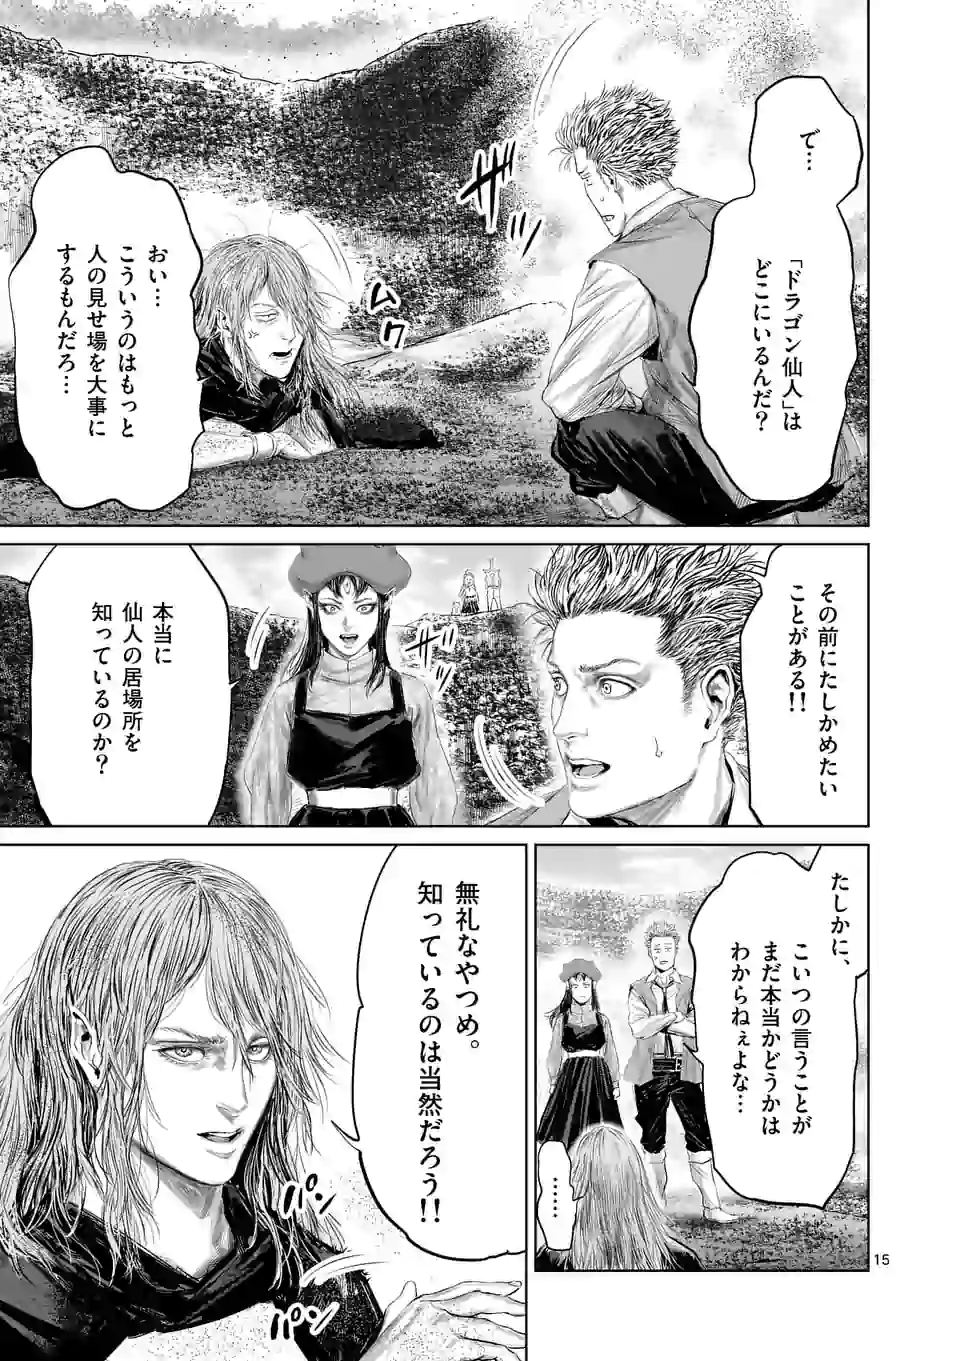 で…
「ドラゴン仙人」は
どこにいるんだ?
ザッ
ムク
おい…
こういうのはもっと
人の見せ場を大事に
するもんだろ…
その前にたしかめたい
ことがある!!
本当に
仙人の居場所を
知っているのか?
たしかに、
こいつの言うことが
まだ本当かどうかは
わからねぇよな…
………
無礼なやつめ。
知っているのは当然だろう!!
パン
パン
15